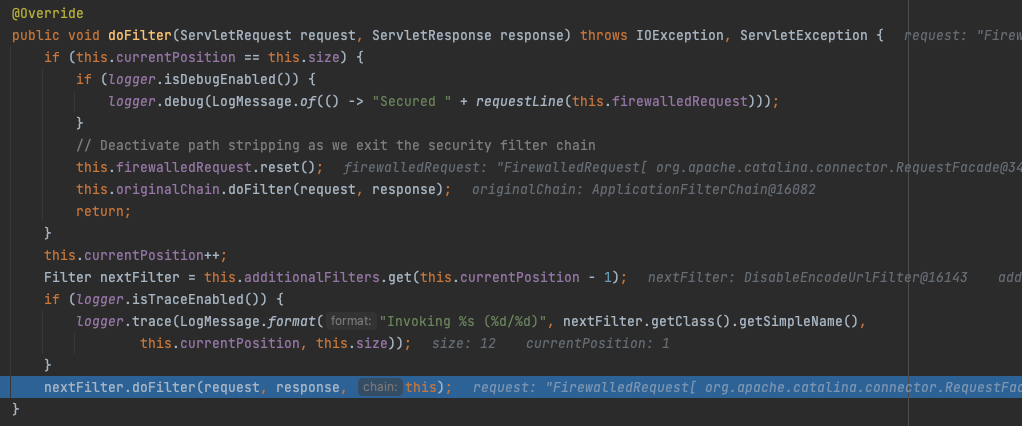 @Override
public void doFilter(ServletRequest request, ServletResponse response) throws IOException, ServletException {   request: "Firew
    if (this.currentPosition == this.size) {
        if (logger.isDebugEnabled()) {
            logger.debug(LogMessage.of(() -> "Secured " + requestLine(this.firewalledRequest)));
        }
        // Deactivate path stripping as we exit the security filter chain
        this.firewalledRequest.reset();   firewalledRequest: "FirewalledRequest[ org.apache.catalina.connector.RequestFacade@34
        this.originalChain.doFilter(request, response);   originalChain: ApplicationFilterChain@16082
        return;
    }
    this.currentPosition++;
    Filter nextFilter = this.additionalFilters.get(this.currentPosition - 1);   nextFilter: DisableEncodeUrlFilter@16143    add
    if (logger.isTraceEnabled()) {
        logger.trace(LogMessage.format( format: "Invoking %s (%d/%d)", nextFilter.getClass().getSimpleName(),
                this.currentPosition, this.size));   size: 12    currentPosition: 1
    }
    nextFilter.doFilter(request, response, chain: this);   request: "FirewalledRequest[ org.apache.catalina.connector.RequestFac
}